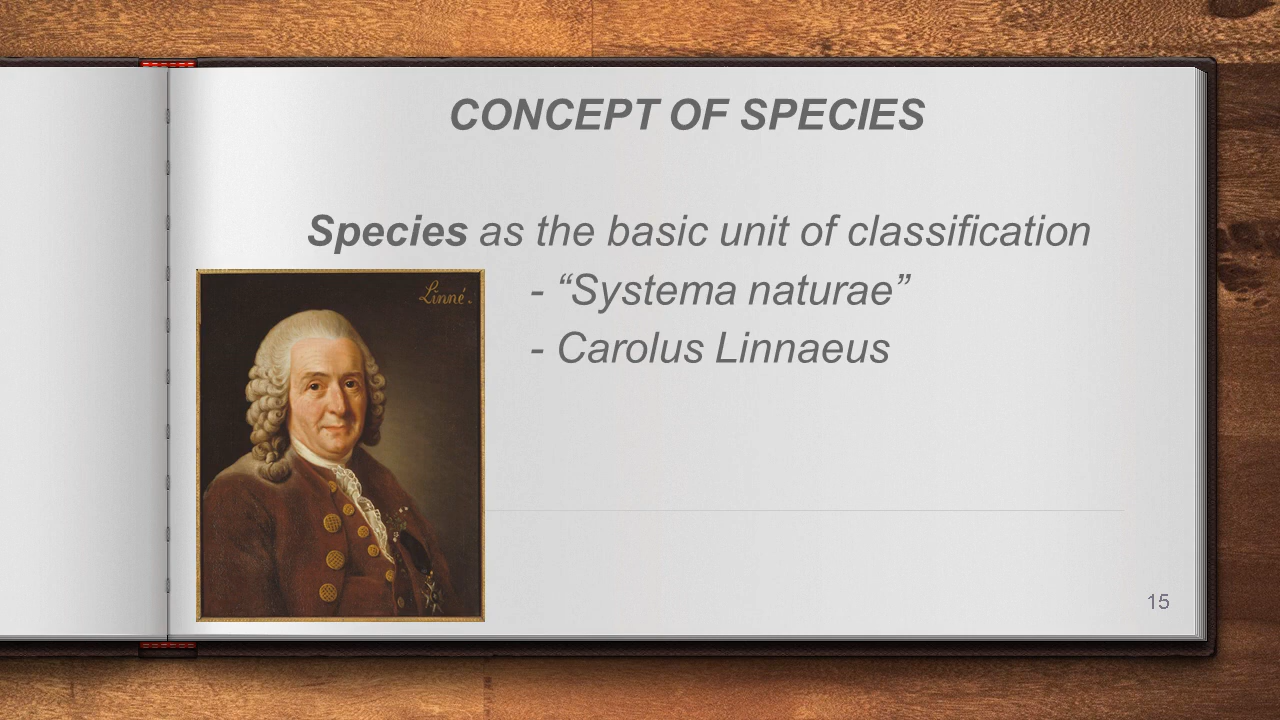 CONCEPT OF SPECIES
Species as the basic unit of classification
- “Systema naturae”
- Carolus Linnaeus
Linné.
15